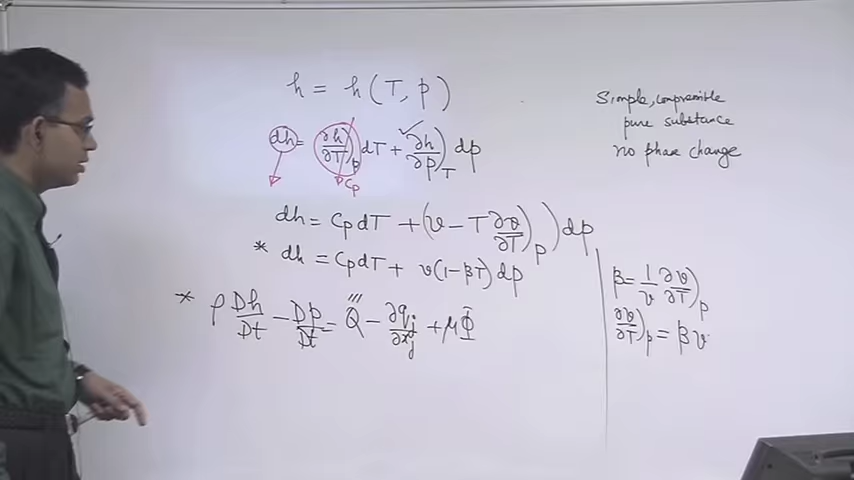 h = h(T, p)
dh = ∂h/∂T)p dT + ∂h/∂p)T dp
Cp
dh = Cp dT + (v − T ∂v/∂T)p) dp
* dh = Cp dT + v(1−βT) dp
* ρ Dh/Dt − Dp/Dt = Q̇''' − ∂qj/∂xj + μΦ
Simple, compressible
pure substance
no phase change
β = 1/v ∂v/∂T)p
∂v/∂T)p = βv